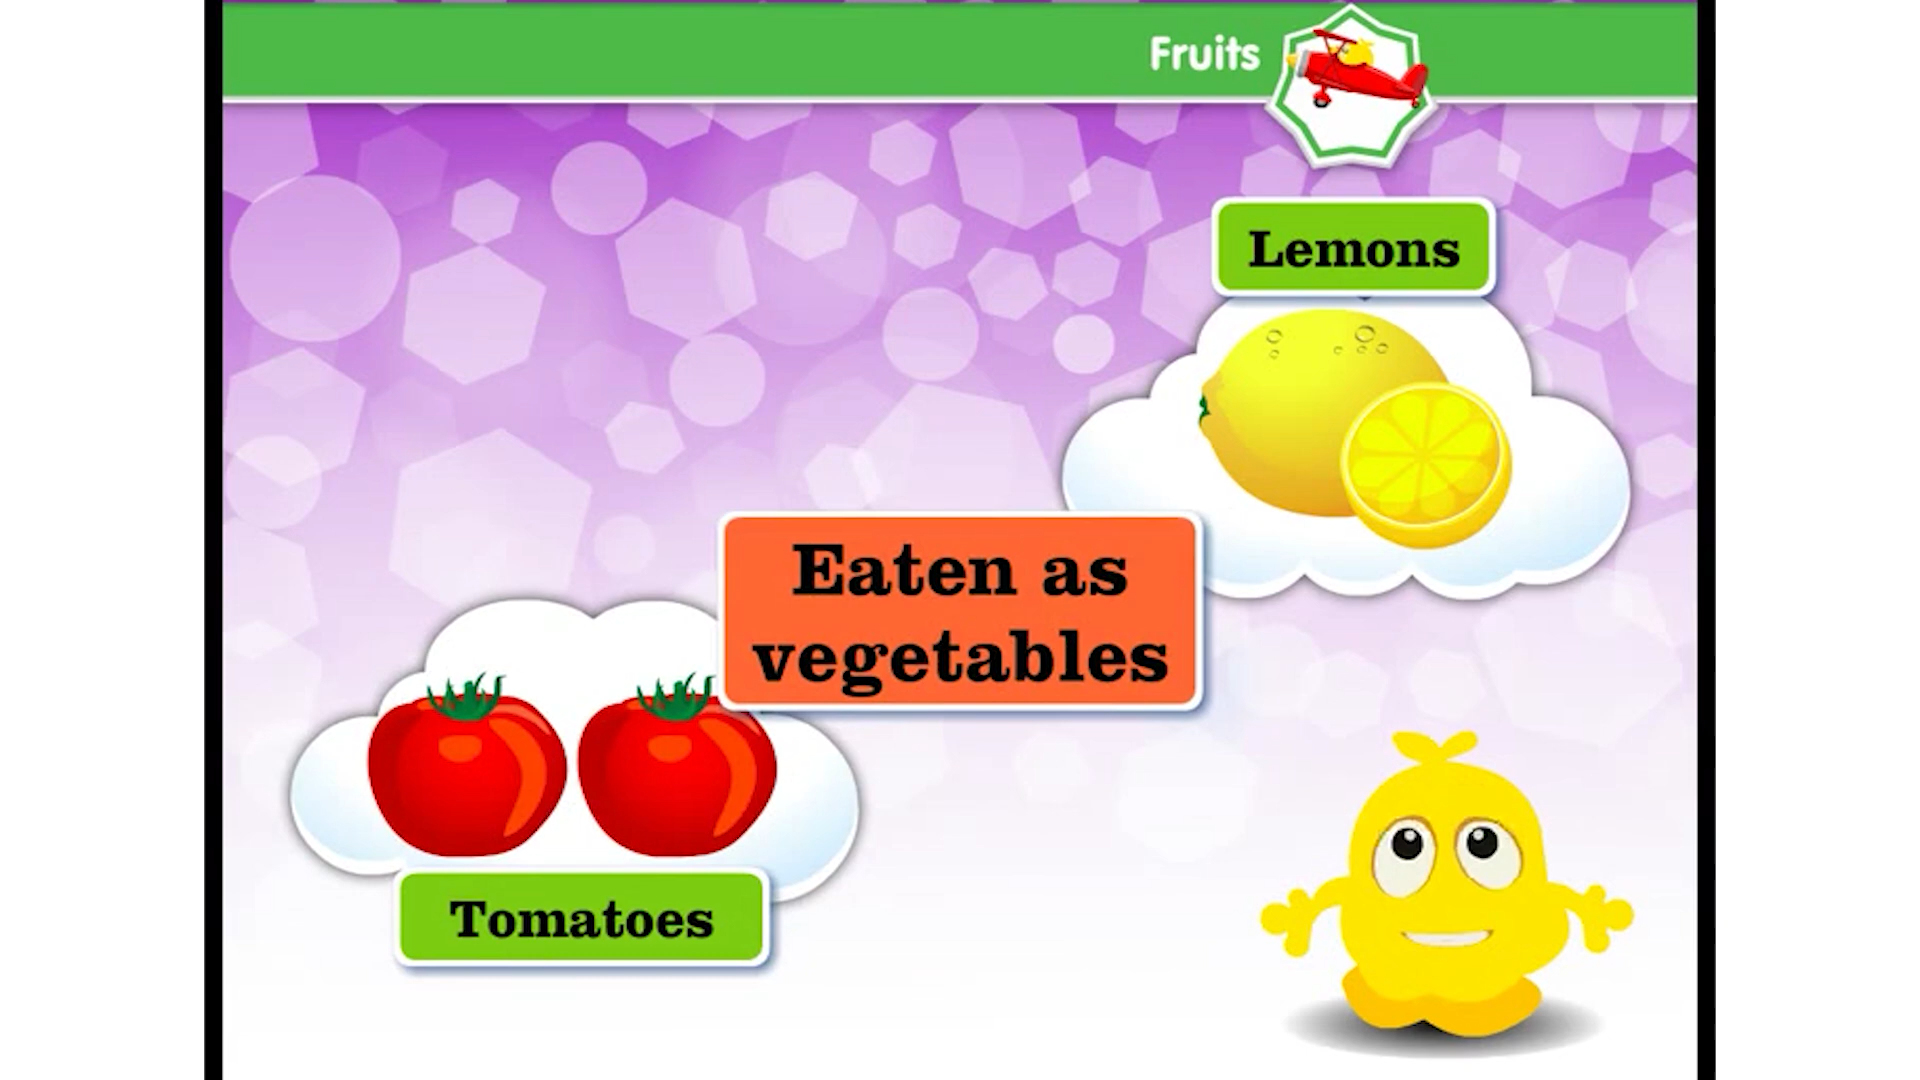 Fruits
Lemons
Eaten as
vegetables
Tomatoes